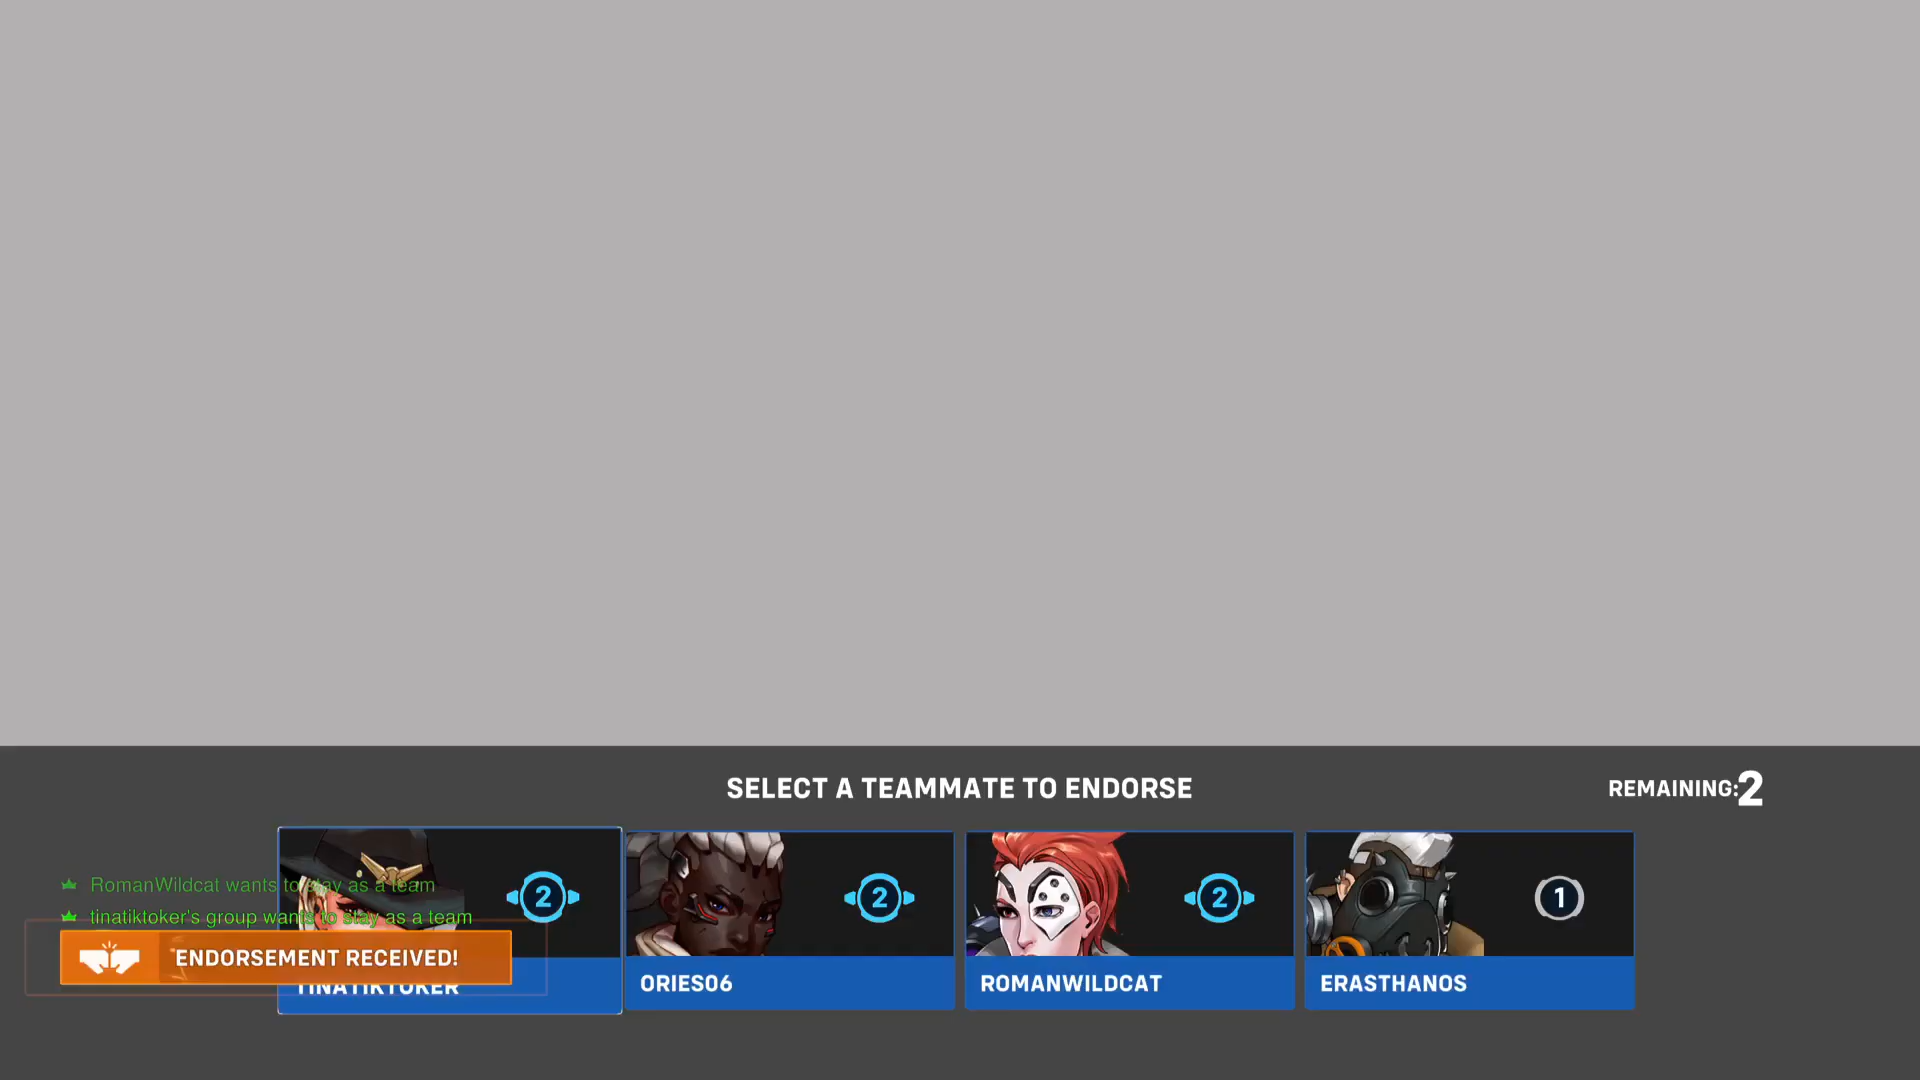 SELECT A TEAMMATE TO ENDORSE
REMAINING:2
RomanWildcat wants to stay as a team
tinatiktoker's group wants to stay as a team
ENDORSEMENT RECEIVED!
2
2
2
1
TINATIKTOKER
ORIES06
ROMANWILDCAT
ERASTHANOS